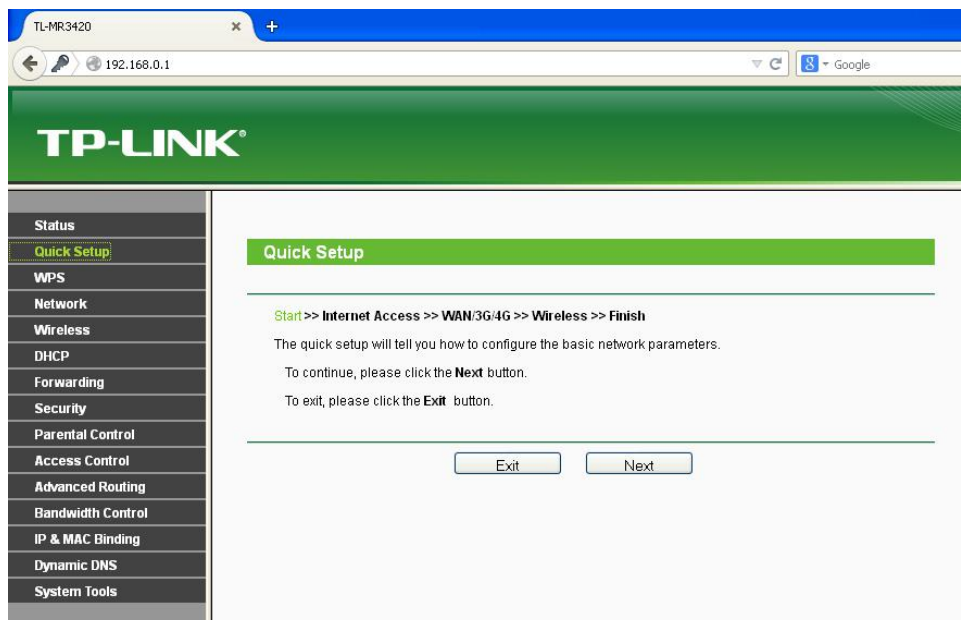 TL-MR3420
192.168.0.1
Google
TP-LINK®
Status
Quick Setup
WPS
Network
Wireless
DHCP
Forwarding
Security
Parental Control
Access Control
Advanced Routing
Bandwidth Control
IP & MAC Binding
Dynamic DNS
System Tools
Quick Setup
Start >> Internet Access >> WAN/3G/4G >> Wireless >> Finish
The quick setup will tell you how to configure the basic network parameters.
To continue, please click the Next button.
To exit, please click the Exit button.
Exit Next